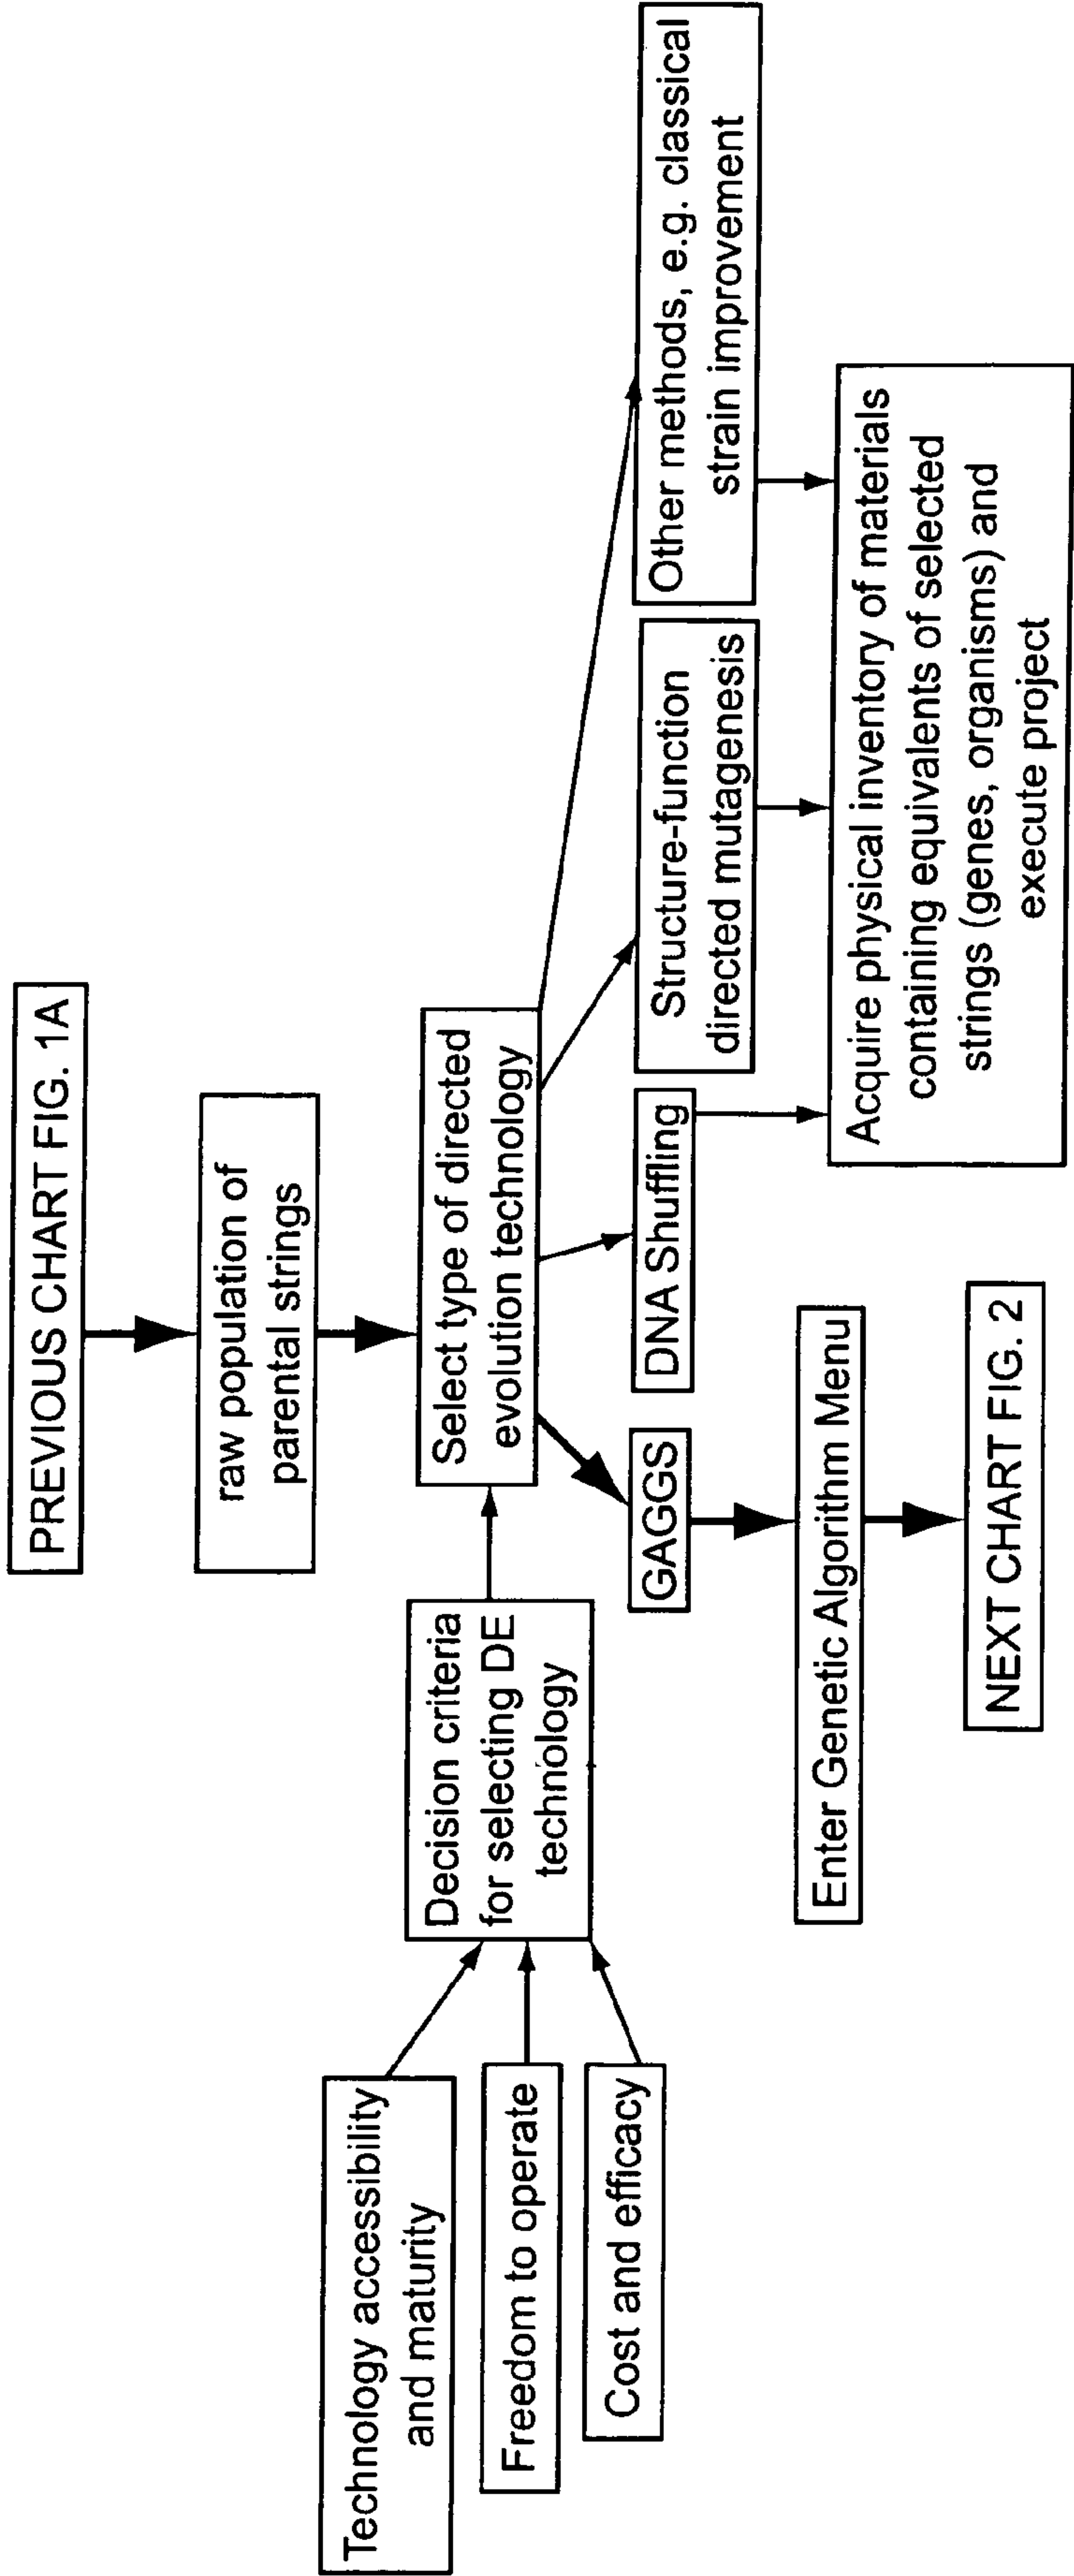 PREVIOUS CHART FIG. 1A
raw population of
parental strings
Technology accessibility
and maturity
Freedom to operate
Cost and efficacy
Decision criteria
for selecting DE
technology
Select type of directed
evolution technology
GAGGS
DNA Shuffling
Structure-function
directed mutagenesis
Other methods, e.g. classical
strain improvement
Enter Genetic Algorithm Menu
Acquire physical inventory of materials
containing equivalents of selected
strings (genes, organisms) and
execute project
NEXT CHART FIG. 2